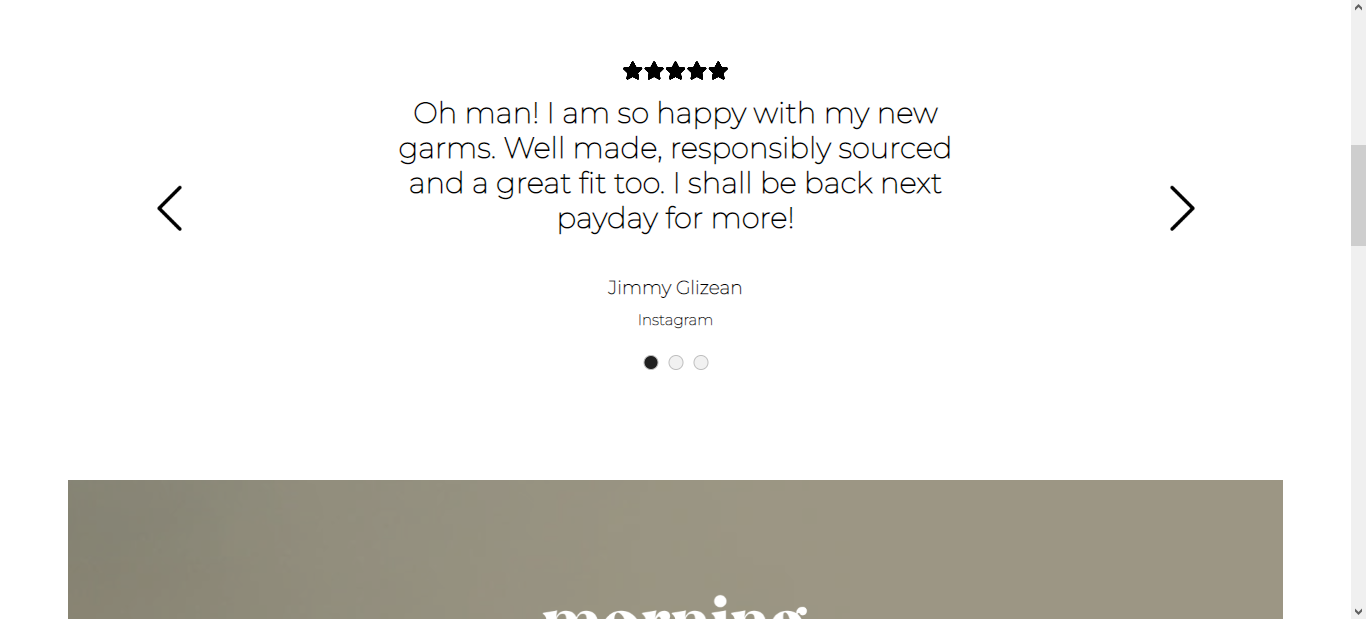 Oh man! I am so happy with my new
garms. Well made, responsibly sourced
and a great fit too. I shall be back next
payday for more!
Jimmy Glizean
Instagram
morning